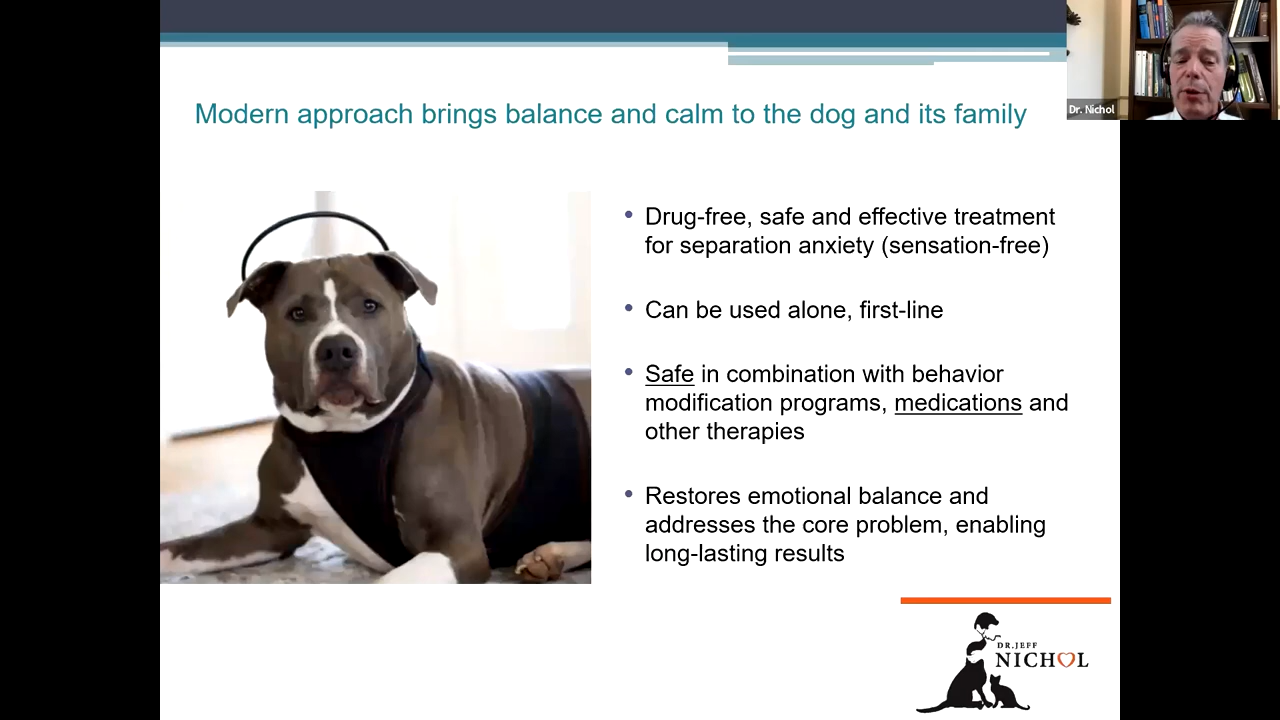 Modern approach brings balance and calm to the dog and its family
Dr. Nichol
• Drug-free, safe and effective treatment
for separation anxiety (sensation-free)
• Can be used alone, first-line
• Safe in combination with behavior
modification programs, medications and
other therapies
• Restores emotional balance and
addresses the core problem, enabling
long-lasting results
DR. JEFF
NICHOL